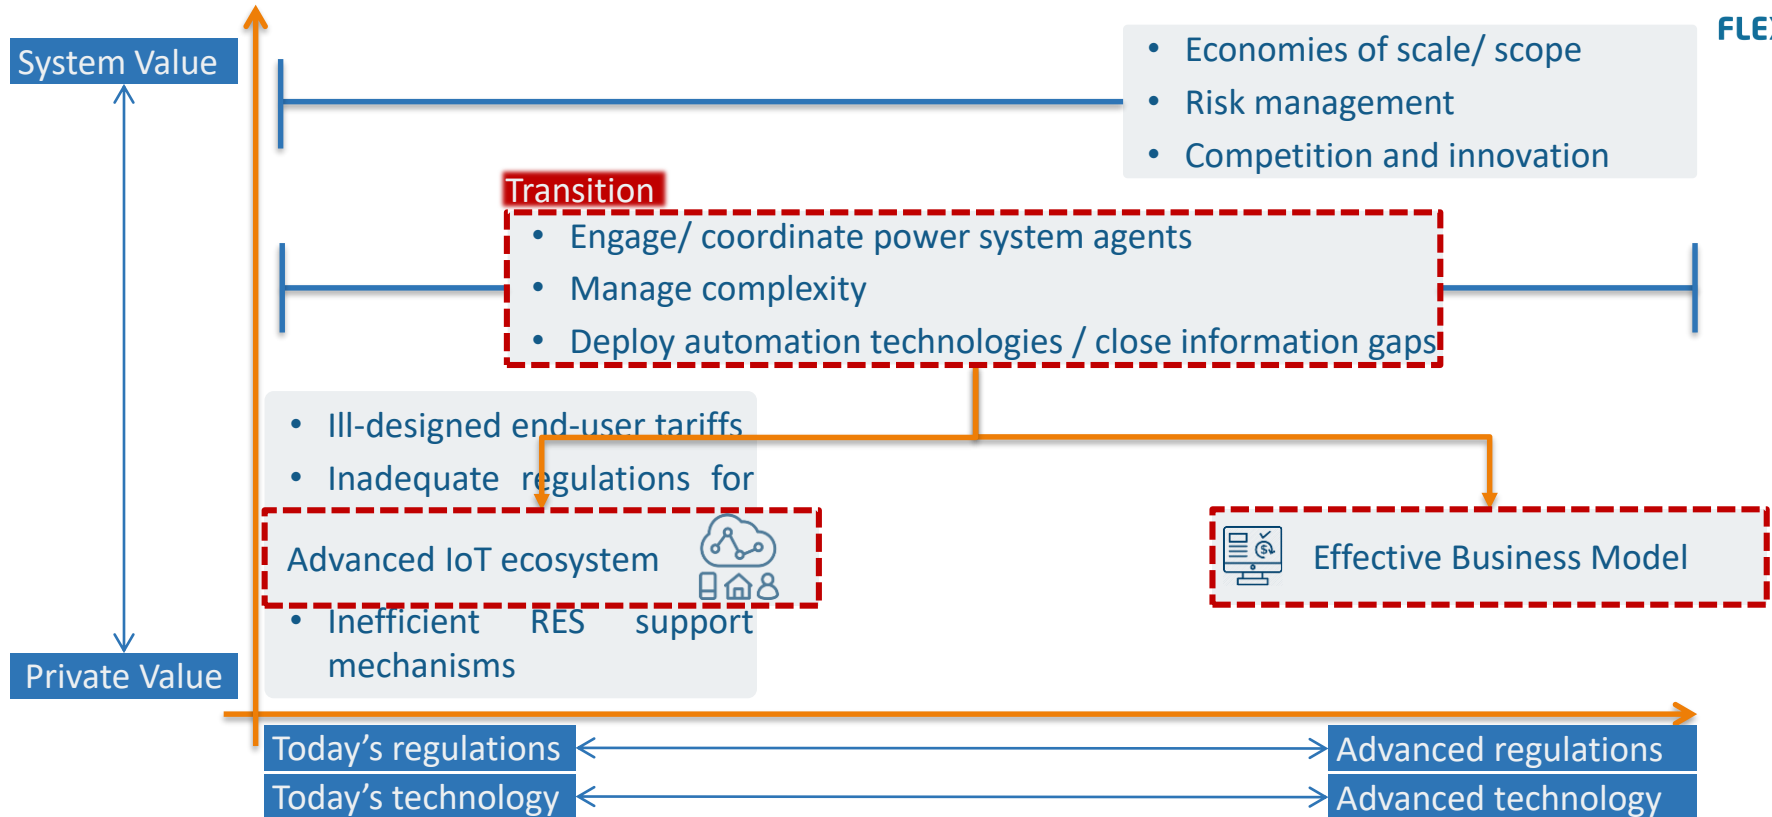 FLEX
System Value
• Economies of scale/ scope
• Risk management
• Competition and innovation
Transition
• Engage/ coordinate power system agents
• Manage complexity
• Deploy automation technologies / close information gaps
• Ill-designed end-user tariffs
• Inadequate regulations for
Advanced IoT ecosystem
Effective Business Model
• Inefficient RES support
mechanisms
Private Value
Today's regulations
Advanced regulations
Today's technology
Advanced technology